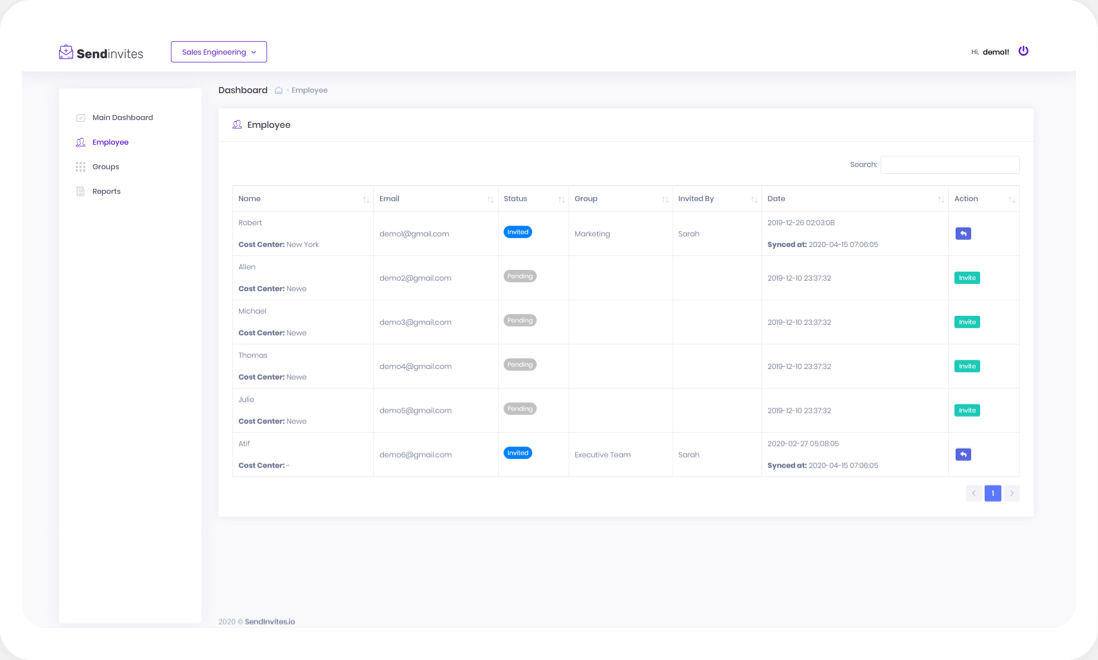 Sendinvites
Sales Engineering
Hi, demo1!
Main Dashboard
Employee
Groups
Reports
Dashboard - Employee
Employee
Search:
Name Email Status Group Invited By Date Action
Robert
Cost Center: New York
demo1@gmail.com Invited Marketing Sarah
2019-12-26 02:03:08
Synced at: 2020-04-15 07:06:05
Allen
Cost Center: Newe
demo2@gmail.com Pending 2019-12-10 23:37:32 Invite
Michael
Cost Center: Newe
demo3@gmail.com Pending 2019-12-10 23:37:32 Invite
Thomas
Cost Center: Newe
demo4@gmail.com Pending 2019-12-10 23:37:32 Invite
Julie
Cost Center: Newe
demo5@gmail.com Pending 2019-12-10 23:37:32 Invite
Atif
Cost Center: -
demo6@gmail.com Invited Executive Team Sarah
2020-02-27 05:08:05
Synced at: 2020-04-15 07:06:05
1
2020 © SendInvites.io